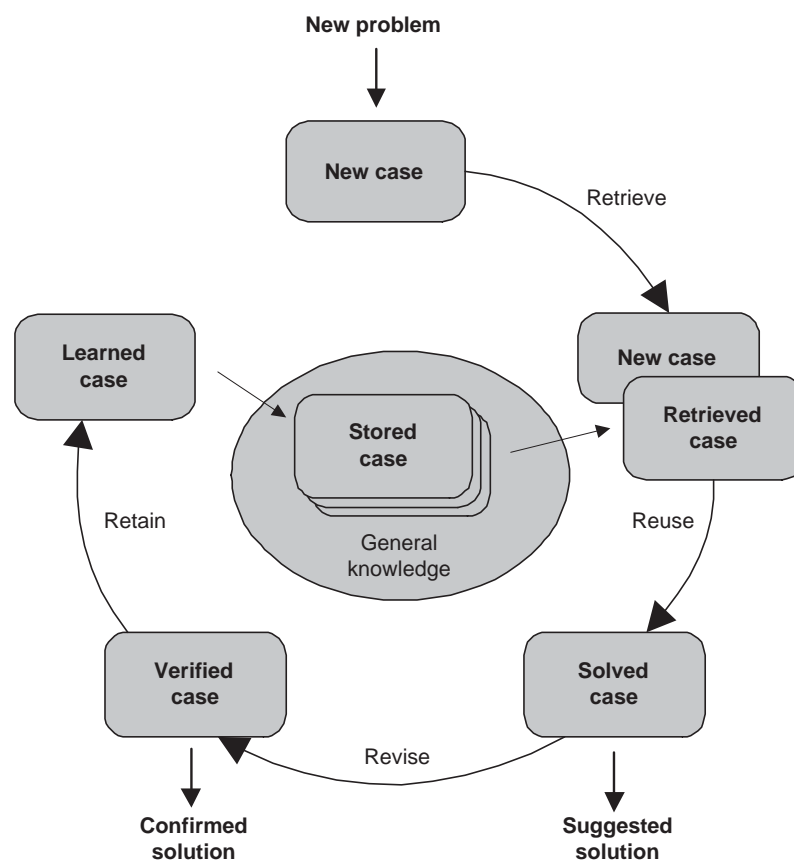 New problem
New case
Retrieve
New case
Retrieved
case
Learned
case
Stored
case
General
knowledge
Retain
Reuse
Verified
case
Solved
case
Revise
Confirmed
solution
Suggested
solution